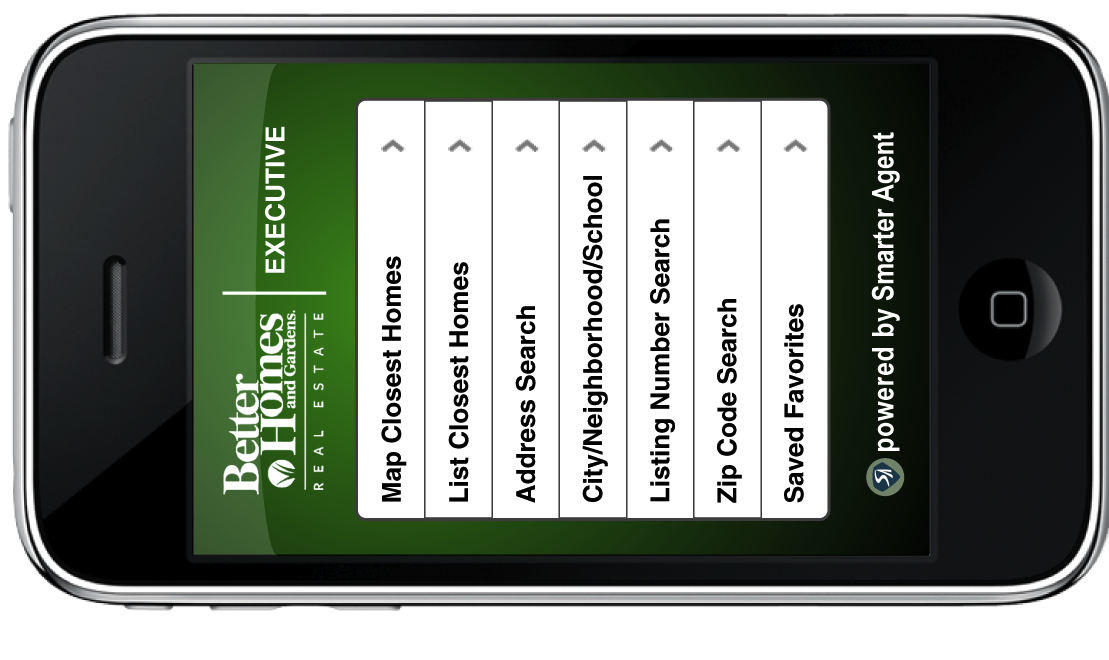 Better
Homes
and Gardens.
REAL ESTATE
EXECUTIVE
Map Closest Homes
List Closest Homes
Address Search
City/Neighborhood/School
Listing Number Search
Zip Code Search
Saved Favorites
powered by Smarter Agent